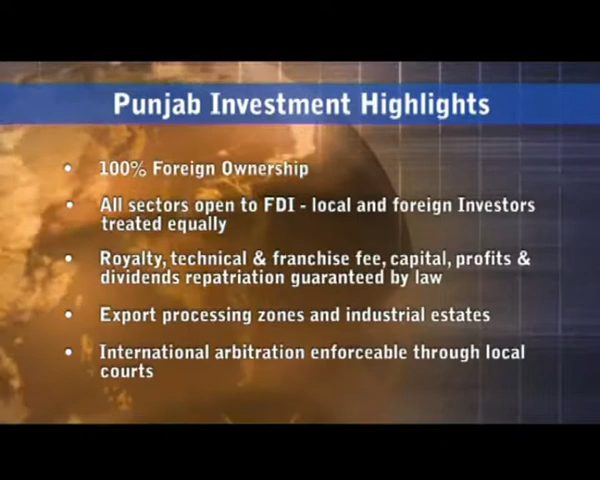 Punjab Investment Highlights
• 100% Foreign Ownership
• All sectors open to FDI - local and foreign Investors
treated equally
• Royalty, technical & franchise fee, capital, profits &
dividends repatriation guaranteed by law
• Export processing zones and industrial estates
• International arbitration enforceable through local
courts